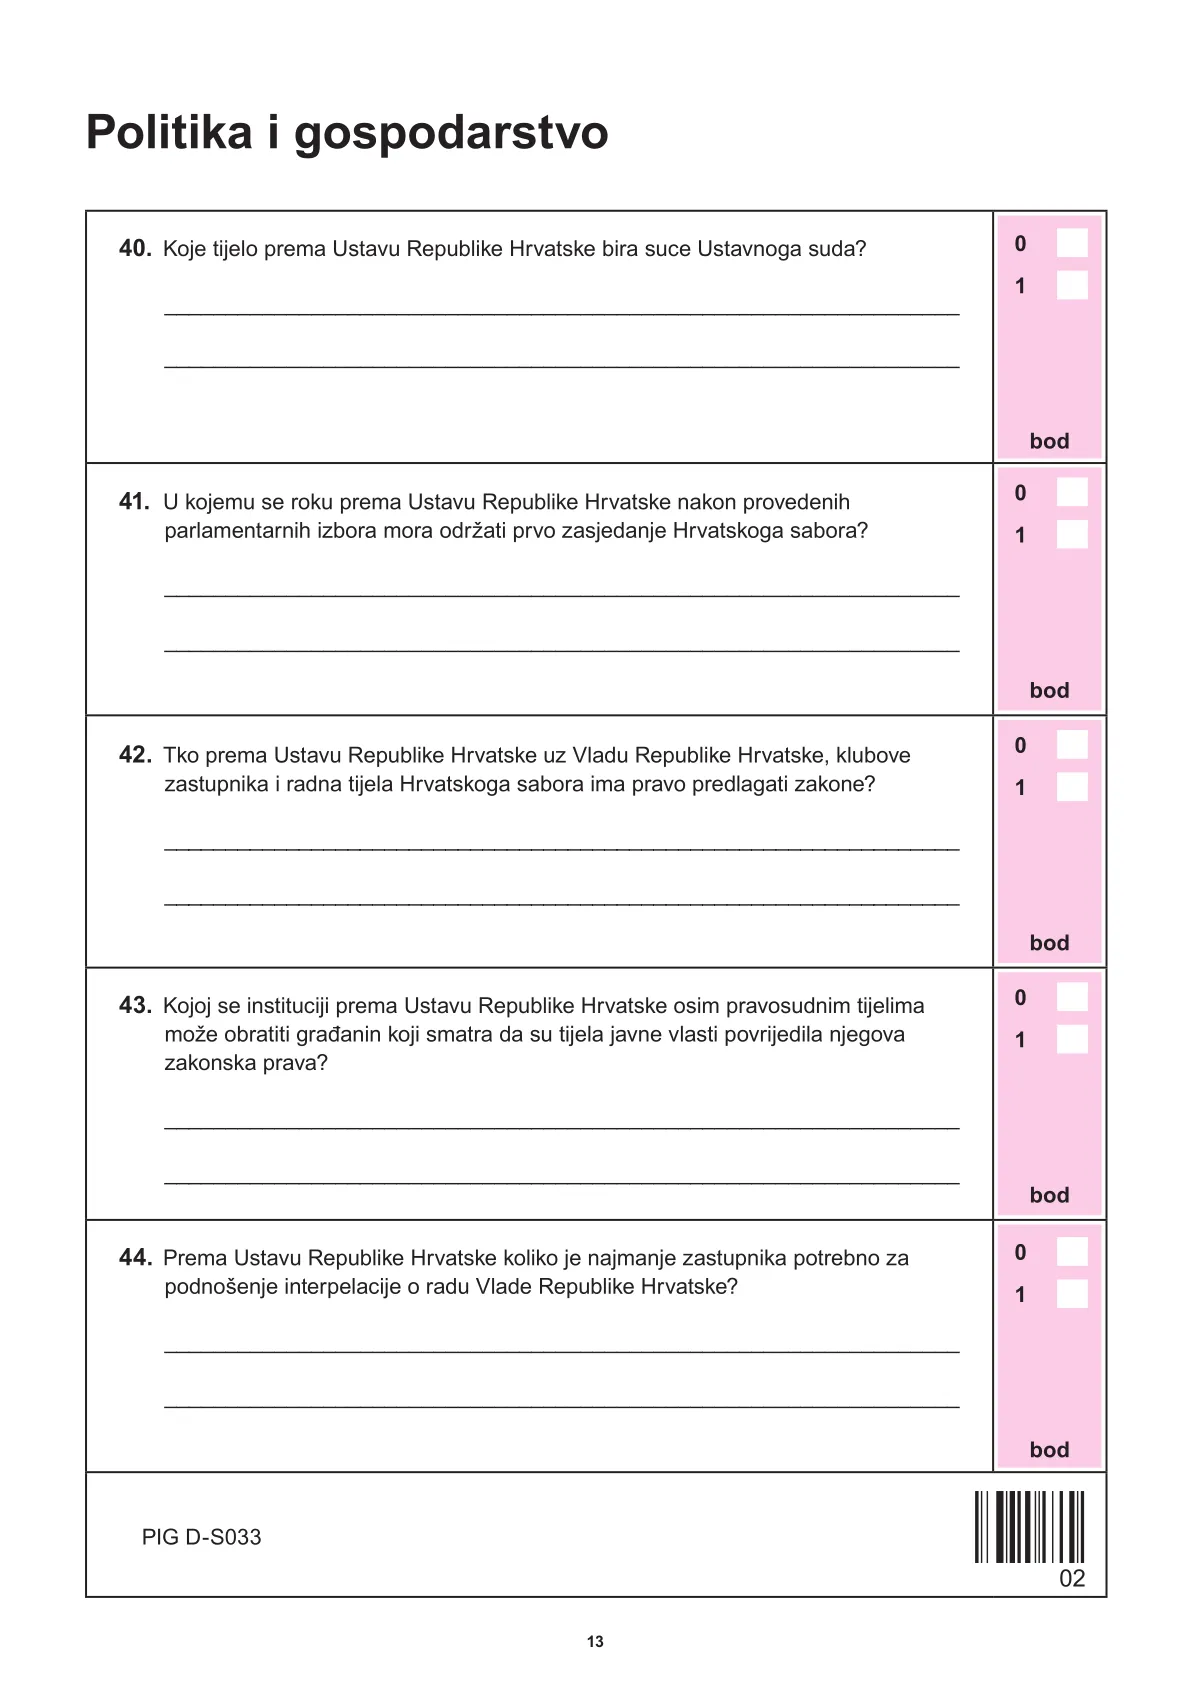 Politika i gospodarstvo
40. Koje tijelo prema Ustavu Republike Hrvatske bira suce Ustavnoga suda?
0
1
bod
41. U kojemu se roku prema Ustavu Republike Hrvatske nakon provedenih
parlamentarnih izbora mora održati prvo zasjedanje Hrvatskoga sabora?
0
1
bod
42. Tko prema Ustavu Republike Hrvatske uz Vladu Republike Hrvatske, klubove
zastupnika i radna tijela Hrvatskoga sabora ima pravo predlagati zakone?
0
1
bod
43. Kojoj se instituciji prema Ustavu Republike Hrvatske osim pravosudnim tijelima
može obratiti građanin koji smatra da su tijela javne vlasti povrijedila njegova
zakonska prava?
0
1
bod
44. Prema Ustavu Republike Hrvatske koliko je najmanje zastupnika potrebno za
podnošenje interpelacije o radu Vlade Republike Hrvatske?
0
1
bod
PIG D-S033
02
13